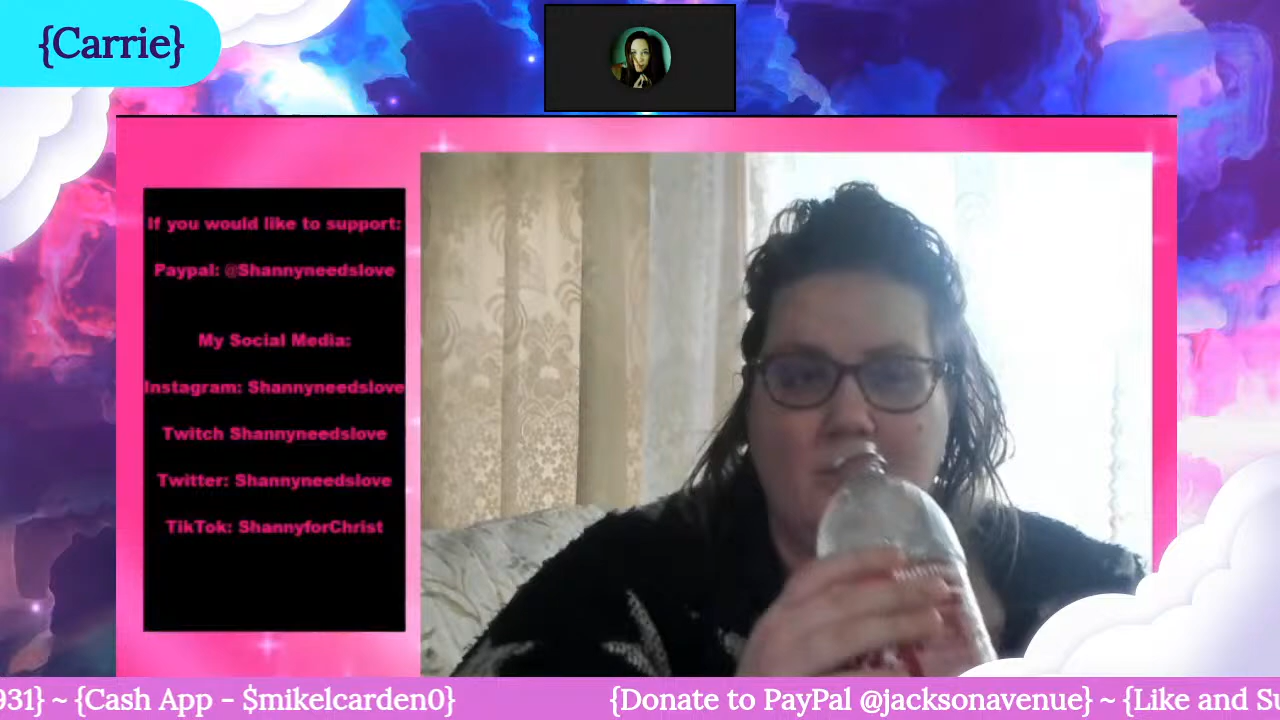 {Carrie}
If you would like to support:
Paypal: @Shannyneedslove
My Social Media:
Instagram: Shannyneedslove
Twitch Shannyneedslove
Twitter: Shannyneedslove
TikTok: ShannyforChrist
931} ~ {Cash App - $mikelcarden0} {Donate to PayPal @jacksonavenue} ~ {Like and Su